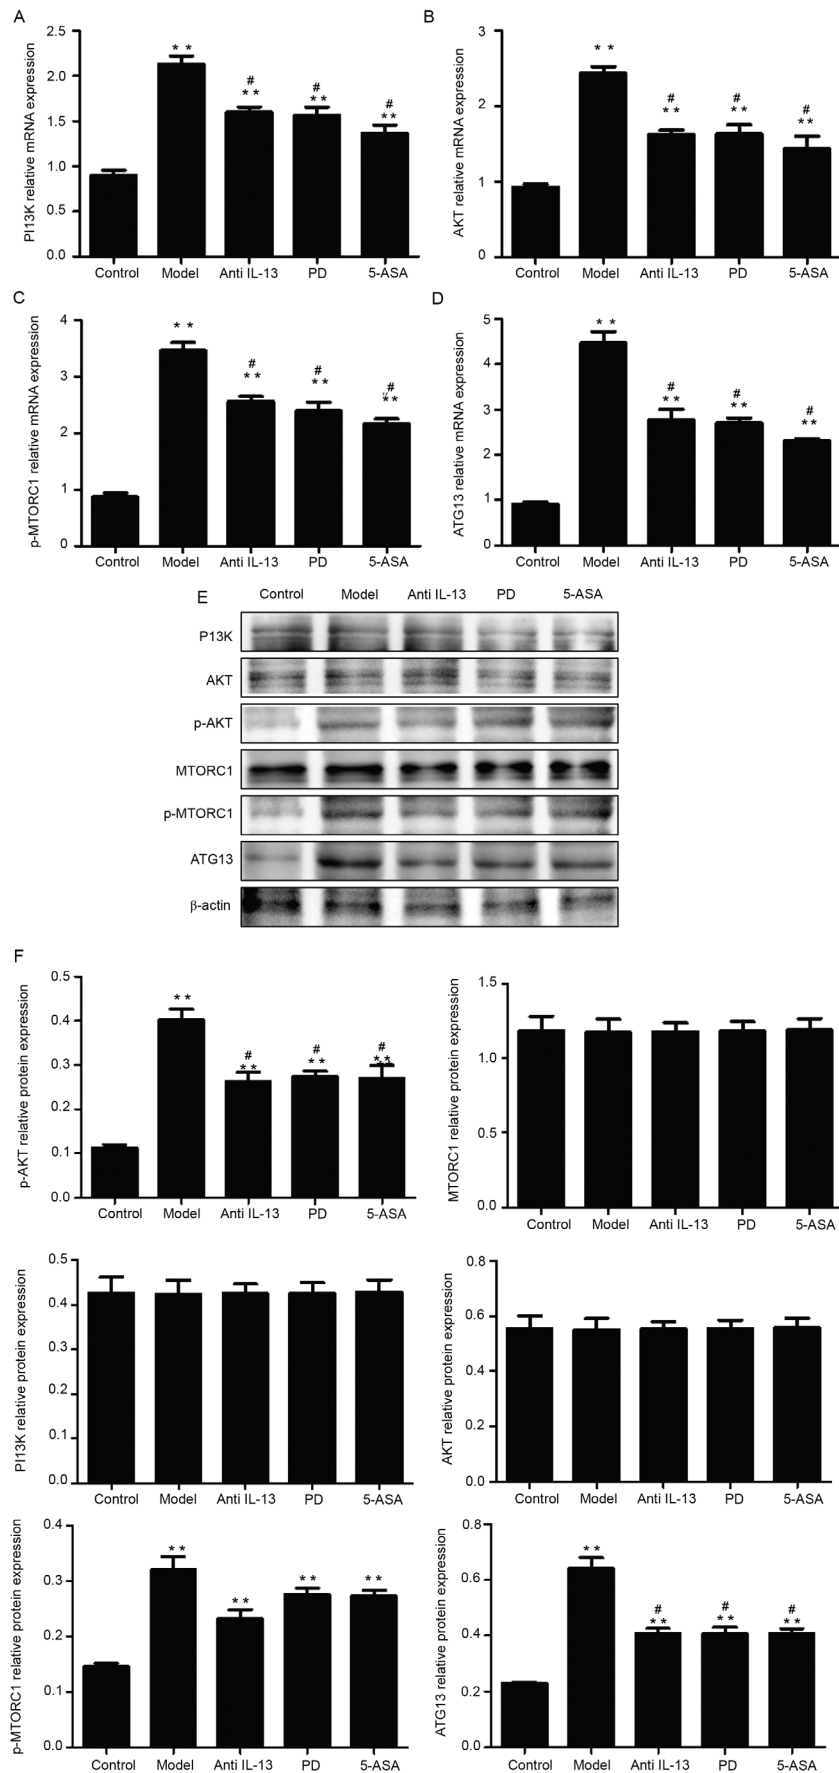 A
PI13K relative mRNA expression
2.5
2.0
1.5
1.0
0.5
0.0
* *
#
* *
#
* *
#
* *
Control Model Anti IL-13 PD 5-ASA
B
AKT relative mRNA expression
3
2
1
0
* *
#
* *
#
* *
#
* *
Control Model Anti IL-13 PD 5-ASA
C
p-MTORC1 relative mRNA expression
4
3
2
1
0
* *
#
* *
#
* *
#
* *
Control Model Anti IL-13 PD 5-ASA
D
ATG13 relative mRNA expression
5
4
3
2
1
0
* *
#
* *
#
* *
#
* *
Control Model Anti IL-13 PD 5-ASA
E
Control Model Anti IL-13 PD 5-ASA
P13K
AKT
p-AKT
MTORC1
p-MTORC1
ATG13
β-actin
F
p-AKT relative protein expression
0.5
0.4
0.3
0.2
0.1
0.0
* *
#
* *
#
* *
#
* *
Control Model Anti IL-13 PD 5-ASA
MTORC1 relative protein expression
1.5
1.0
0.5
0.0
Control Model Anti IL-13 PD 5-ASA
PI13K relative protein expression
0.5
0.4
0.3
0.2
0.1
0.0
Control Model Anti IL-13 PD 5-ASA
AKT relative protein expression
0.8
0.6
0.4
0.2
0.0
Control Model Anti IL-13 PD 5-ASA
p-MTORC1 relative protein expression
0.4
0.3
0.2
0.1
0.0
* *
* *
* *
* *
Control Model Anti IL-13 PD 5-ASA
ATG13 relative protein expression
0.8
0.6
0.4
0.2
0.0
* *
#
* *
#
* *
#
* *
Control Model Anti IL-13 PD 5-ASA